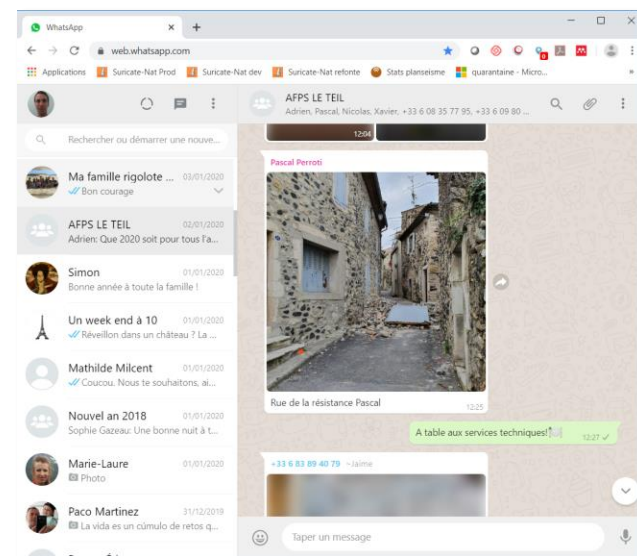 WhatsApp
web.whatsapp.com
Applications
Suricate-Nat Prod
Suricate-Nat dev
Suricate-Nat refonte
Stats planseisme
quarantaine - Micro...
»
AFPS LE TEIL
Adrien, Pascal, Nicolas, Xavier, +33 6 08 35 77 95, +33 6 09 80 ...
Rechercher ou démarrer une nouve...
Ma famille rigolote ... 03/01/2020
Bon courage
AFPS LE TEIL 02/01/2020
Adrien: Que 2020 soit pour tous l'a...
Simon 01/01/2020
Bonne année à toute la famille !
Un week end à 10 01/01/2020
Réveillon dans un château ? La ...
Mathilde Milcent 01/01/2020
Coucou. Nous te souhaitons, ai...
Nouvel an 2018 01/01/2020
Sophie Gazeau: Une bonne nuit à t...
Marie-Laure 01/01/2020
Photo
Paco Martinez 31/12/2019
La vida es un cúmulo de retos q...
12:04
Pascal Perroti
Rue de la résistance Pascal
12:25
A table aux services techniques!
12:27
+33 6 83 89 40 79 ~Jaime
Taper un message